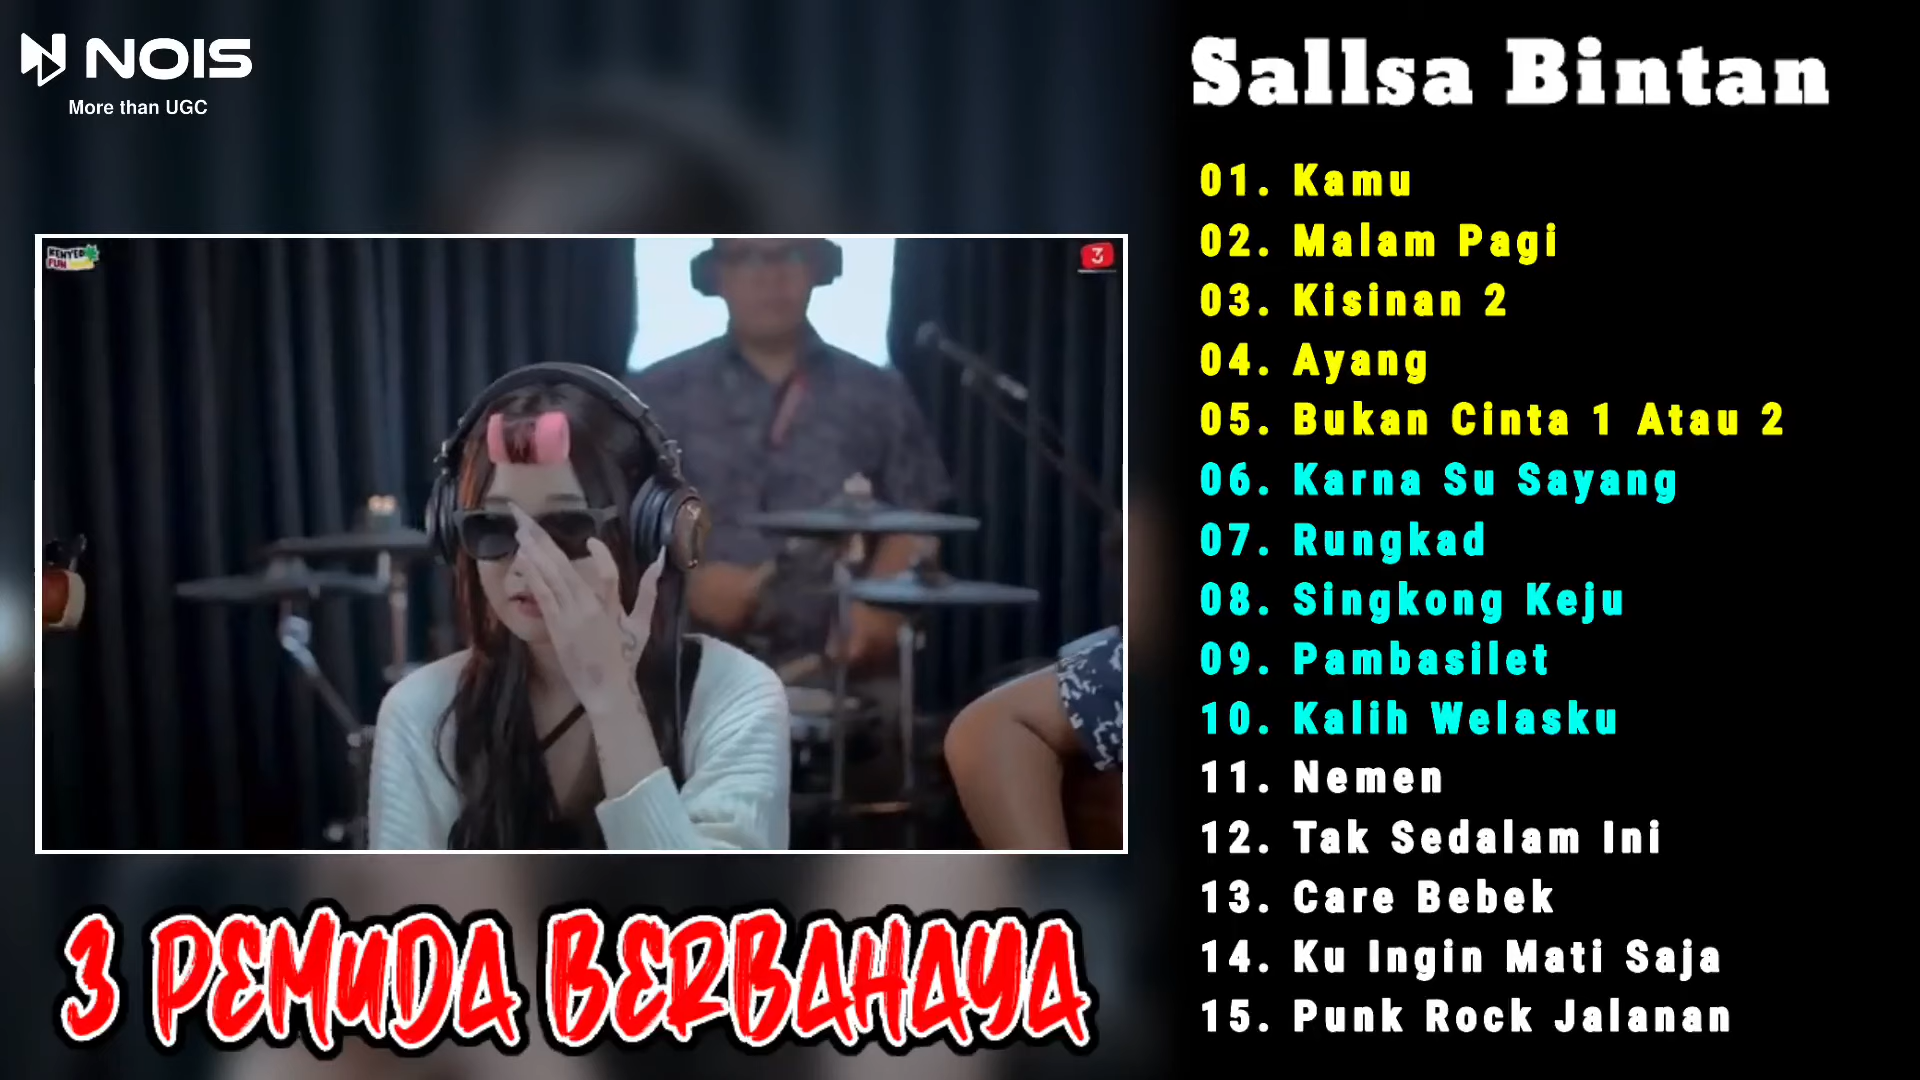 NOIS
More than UGC
Sallsa Bintan
01. Kamu
02. Malam Pagi
03. Kisinan 2
04. Ayang
05. Bukan Cinta 1 Atau 2
06. Karna Su Sayang
07. Rungkad
08. Singkong Keju
09. Pambasilet
10. Kalih Welasku
11. Nemen
12. Tak Sedalam Ini
13. Care Bebek
14. Ku Ingin Mati Saja
15. Punk Rock Jalanan
KENYED
FUN
3
3 PEMUDA BERBAHAYA